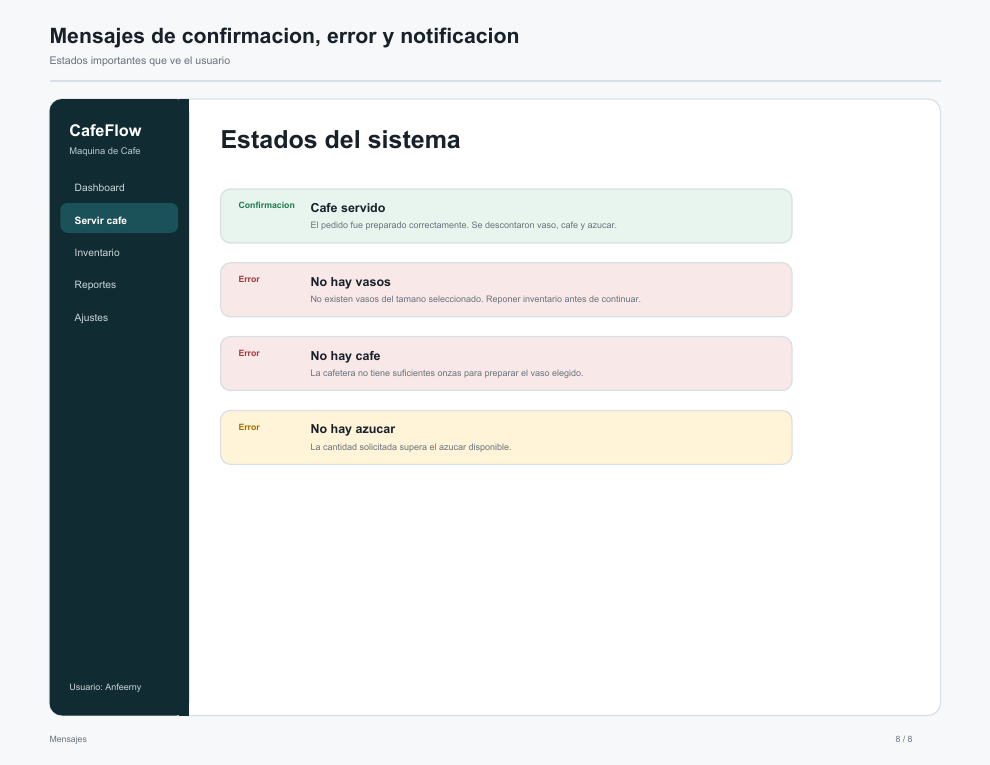 Mensajes de confirmacion, error y notificacion
Estados importantes que ve el usuario
CafeFlow
Maquina de Cafe
Dashboard
Servir cafe
Inventario
Reportes
Ajustes
Usuario: Anfeerny
Estados del sistema
Confirmacion
Cafe servido
El pedido fue preparado correctamente. Se descontaron vaso, cafe y azucar.
Error
No hay vasos
No existen vasos del tamano seleccionado. Reponer inventario antes de continuar.
Error
No hay cafe
La cafetera no tiene suficientes onzas para preparar el vaso elegido.
Error
No hay azucar
La cantidad solicitada supera el azucar disponible.
Mensajes
8 / 8